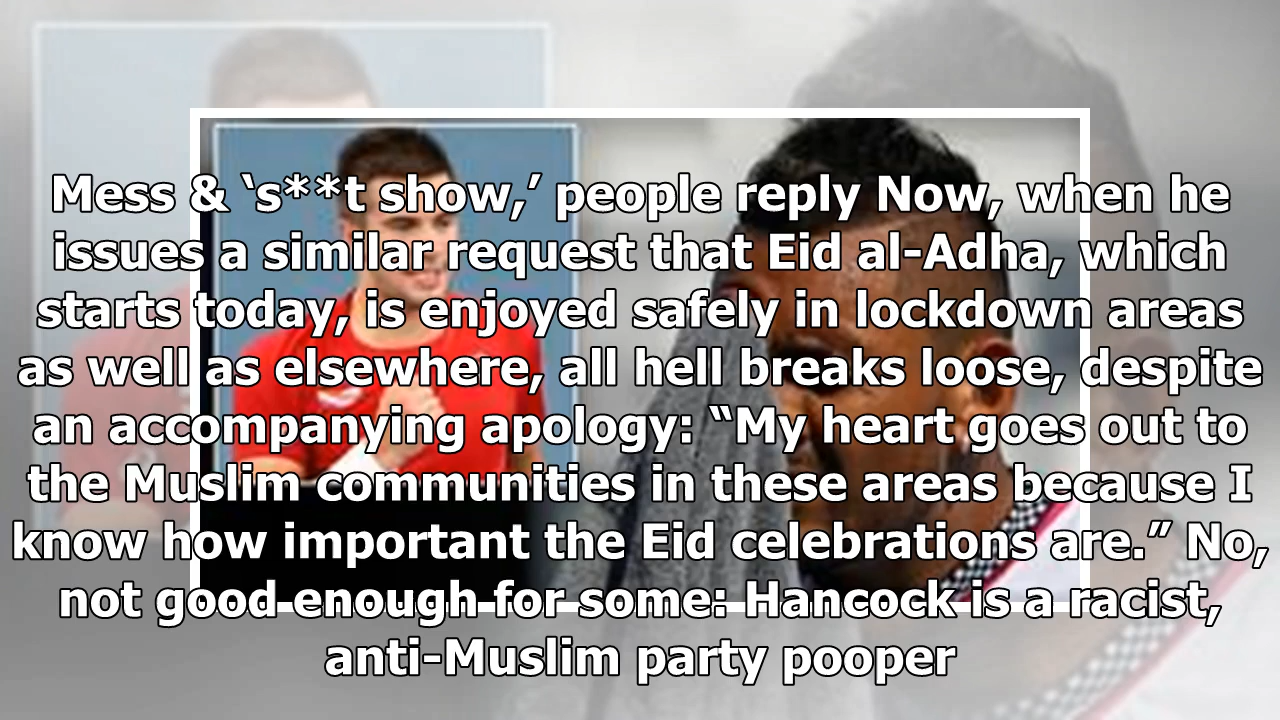 Mess & ‘s**t show,’ people reply Now, when he
issues a similar request that Eid al-Adha, which
starts today, is enjoyed safely in lockdown areas
as well as elsewhere, all hell breaks loose, despite
an accompanying apology: “My heart goes out to
the Muslim communities in these areas because I
know how important the Eid celebrations are.” No,
not good enough for some: Hancock is a racist,
anti-Muslim party pooper